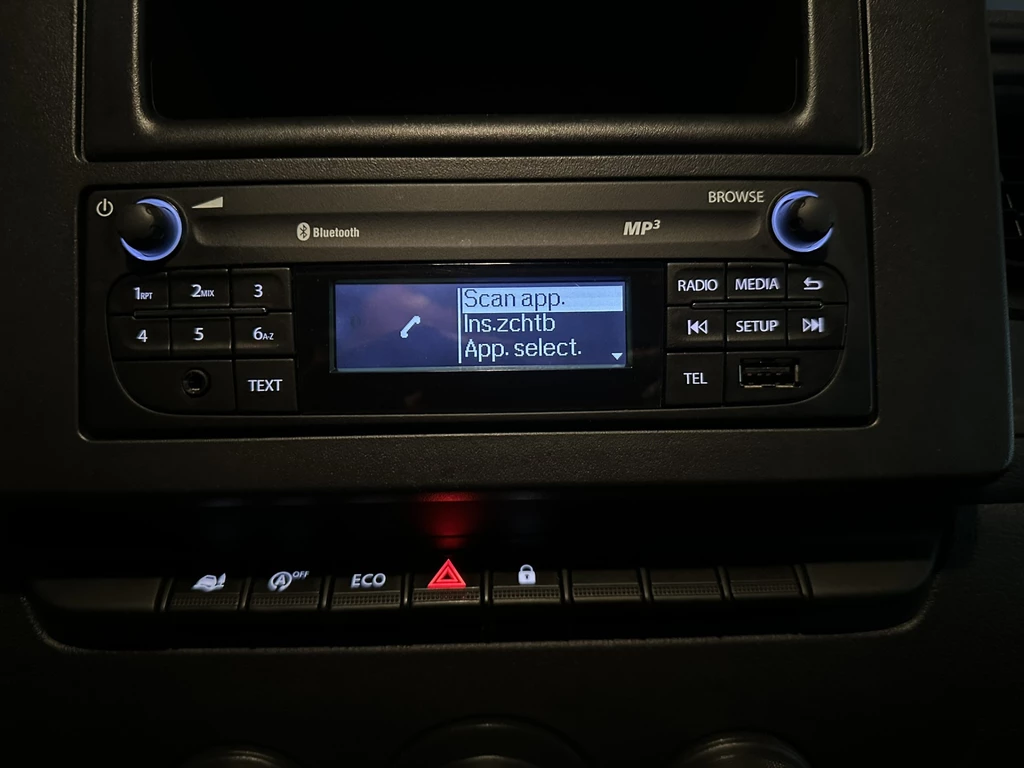 BROWSE
Bluetooth
MP3
1RPT 2MIX 3
RADIO MEDIA
Scan app.
Ins.zchtb
App. select.
4 5 6A-Z
SETUP
TEXT
TEL
A OFF
ECO